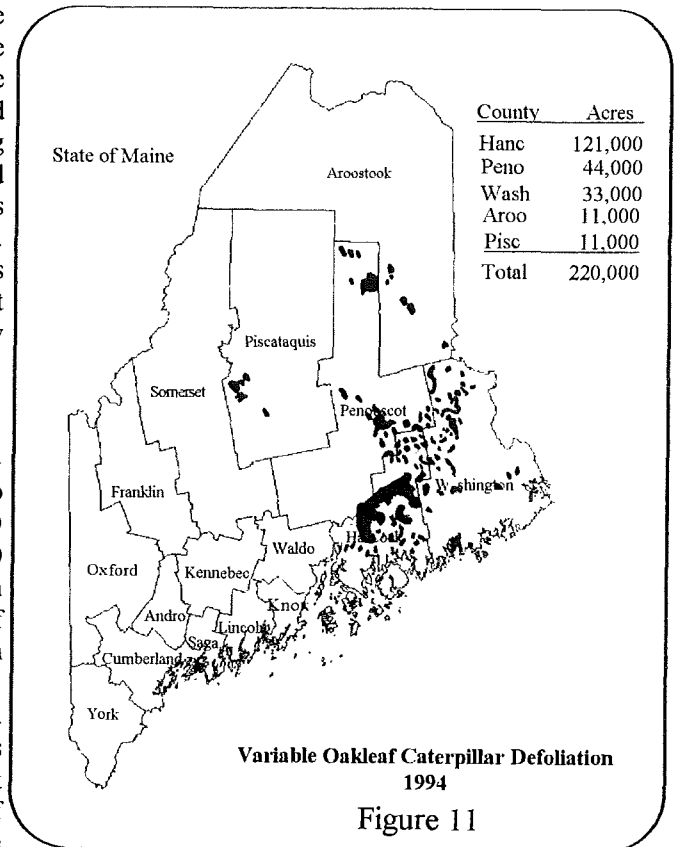 County Acres
State of Maine
Hanc 121,000
Peno 44,000
Wash 33,000
Aroo 11,000
Pisc 11,000
Total 220,000
Aroostook
Piscataquis
Somerset
Penobscot
Franklin
Washington
Hancock
Oxford
Kennebec
Waldo
Knox
Andro
Lincoln
Saga
Cumberland
York
Variable Oakleaf Caterpillar Defoliation
1994
Figure 11